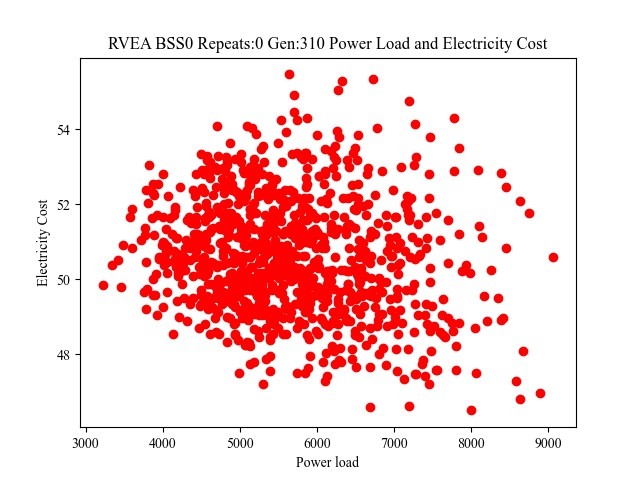 RVEA BSS0 Repeats:0 Gen:310 Power Load and Electricity Cost
Electricity Cost
54
52
50
48
3000 4000 5000 6000 7000 8000 9000
Power load